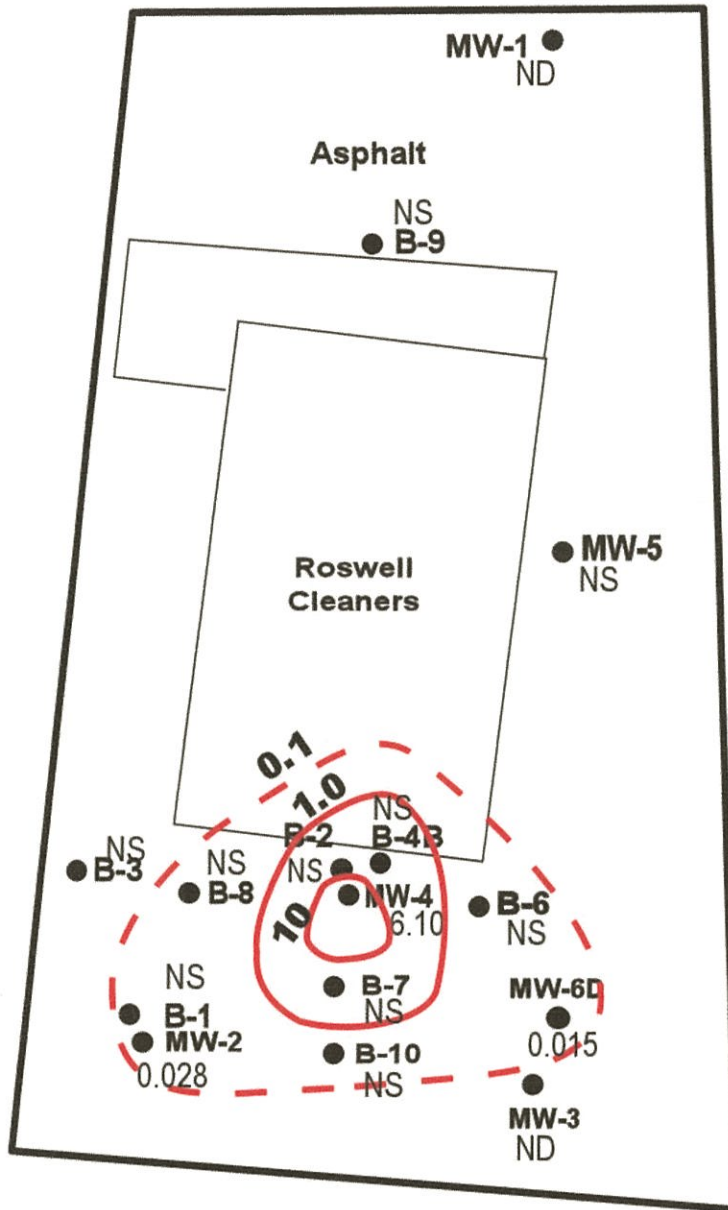 MW-1
ND
Asphalt
NS
B-9
MW-5
NS
Roswell
Cleaners
0.1
1.0
NS
B-2
B-4B
NS
NS
B-3
NS
B-8
MW-4
6.10
10
B-6
NS
NS
B-1
B-7
NS
MW-6D
0.015
MW-2
0.028
B-10
NS
MW-3
ND